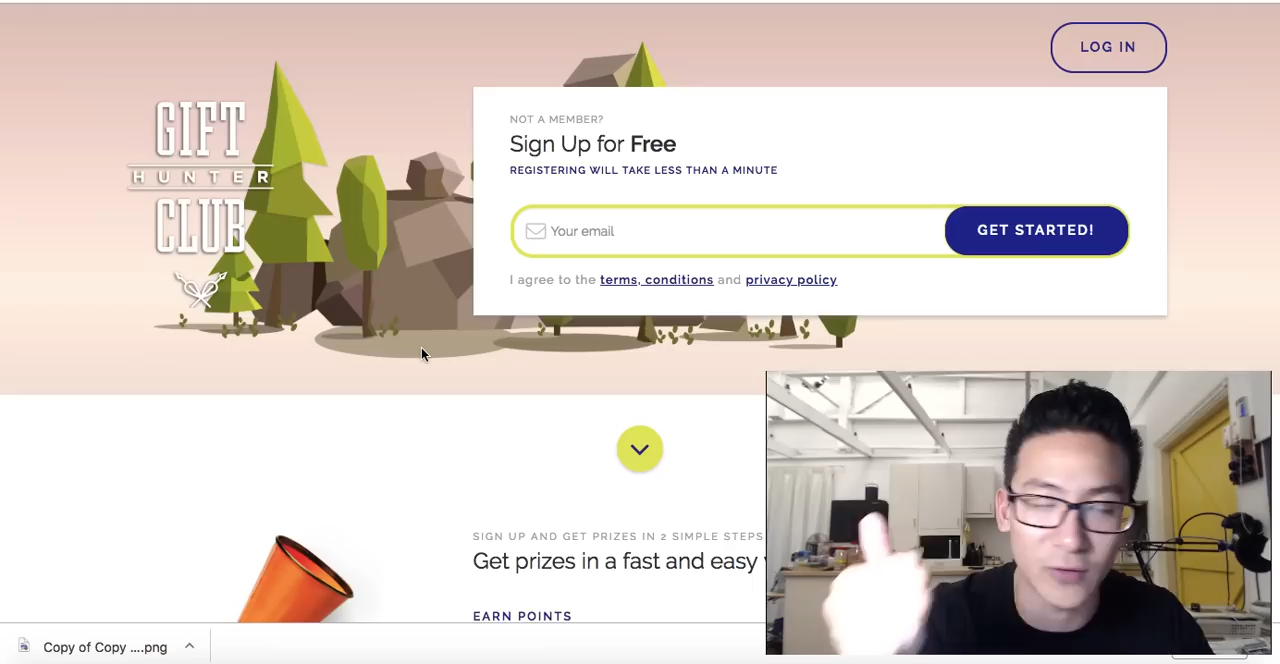 LOG IN
GIFT
HUNTER
CLUB
NOT A MEMBER?
Sign Up for Free
REGISTERING WILL TAKE LESS THAN A MINUTE
Your email
GET STARTED!
I agree to the terms, conditions and privacy policy
SIGN UP AND GET PRIZES IN 2 SIMPLE STEPS
Get prizes in a fast and easy
EARN POINTS
Copy of Copy ....png